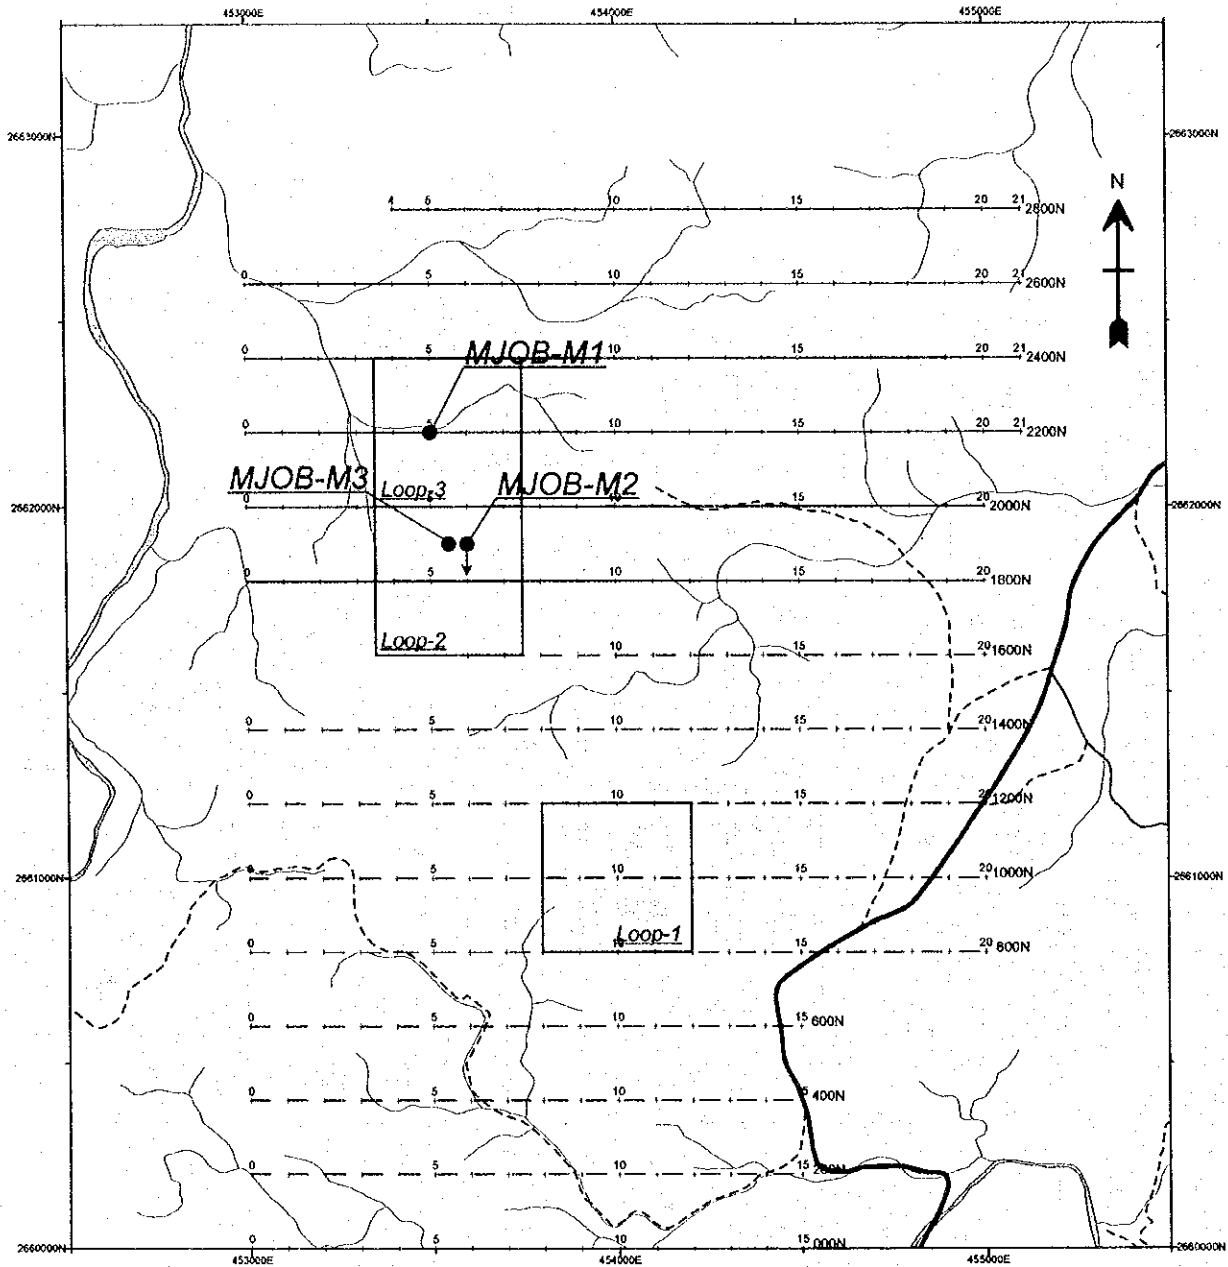 453000E 454000E 455000E
2663000N 2663000N
N
4 5 10 15 20 21 2800N
0 5 10 15 20 21 2600N
0 5 10 15 20 21 2400N
MJOB-M1
0 5 10 15 20 21 2200N
MJOB-M3 Loop-3 MJOB-M2
2662000N 0 5 10 15 20 2000N 2662000N
0 5 10 15 20 1800N
Loop-2
10 15 20 1600N
0 5 10 15 20 1400N
0 5 10 15 20 1200N
2661000N 0 5 10 15 20 1000N 2661000N
Loop-1
0 5 10 15 20 800N
0 5 10 15 600N
0 5 10 15 400N
0 5 10 15 200N
2660000N 0 5 10 15 000N 2660000N
453000E 454000E 455000E